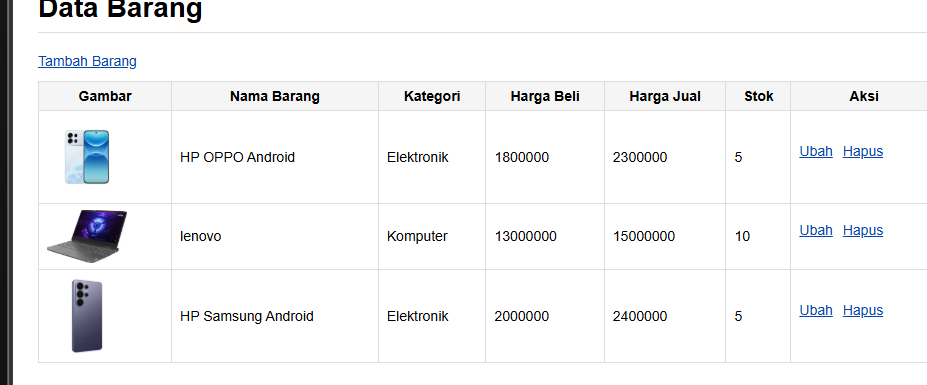 Data Barang
Tambah Barang
Gambar Nama Barang Kategori Harga Beli Harga Jual Stok Aksi
HP OPPO Android Elektronik 1800000 2300000 5 Ubah Hapus
lenovo Komputer 13000000 15000000 10 Ubah Hapus
HP Samsung Android Elektronik 2000000 2400000 5 Ubah Hapus